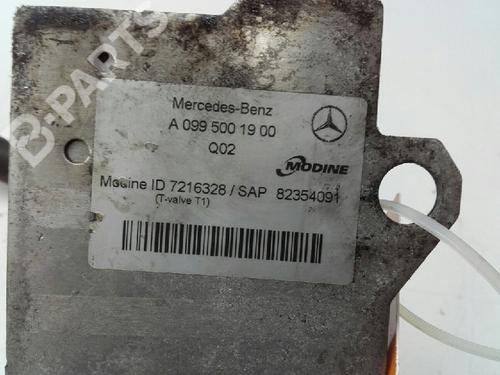 B-PARTS
Mercedes-Benz
A 099 500 19 00
Q02
MODINE
Modine ID 7216328 / SAP 82354091
(T-valve T1)